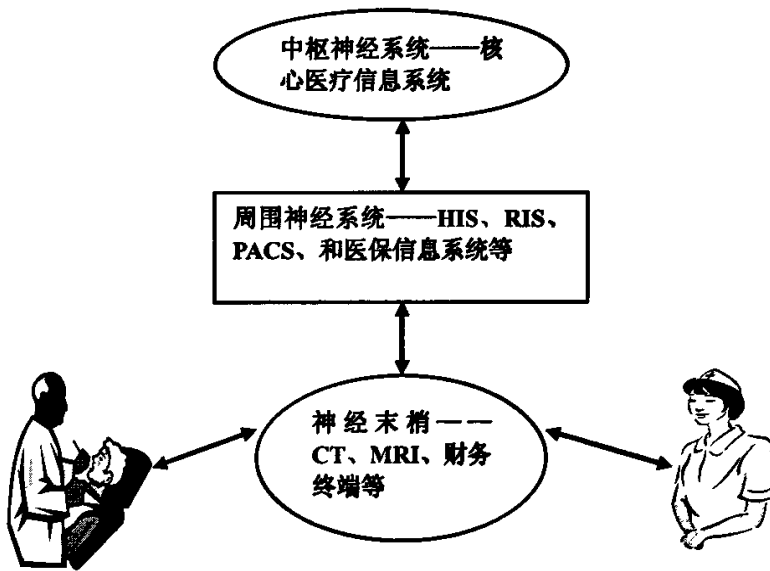 中枢神经系统——核
心医疗信息系统
周围神经系统——HIS、RIS、
PACS、和医保信息系统等
神经末梢——
CT、MRI、财务
终端等